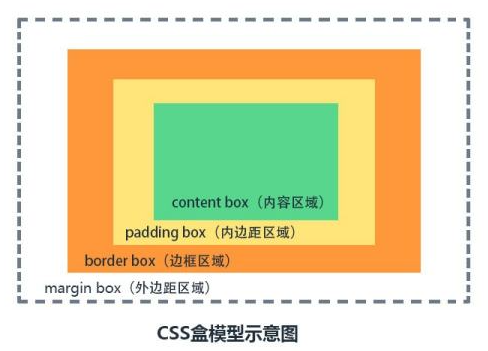 content box（内容区域）
padding box（内边距区域）
border box（边框区域）
margin box（外边距区域）
CSS盒模型示意图